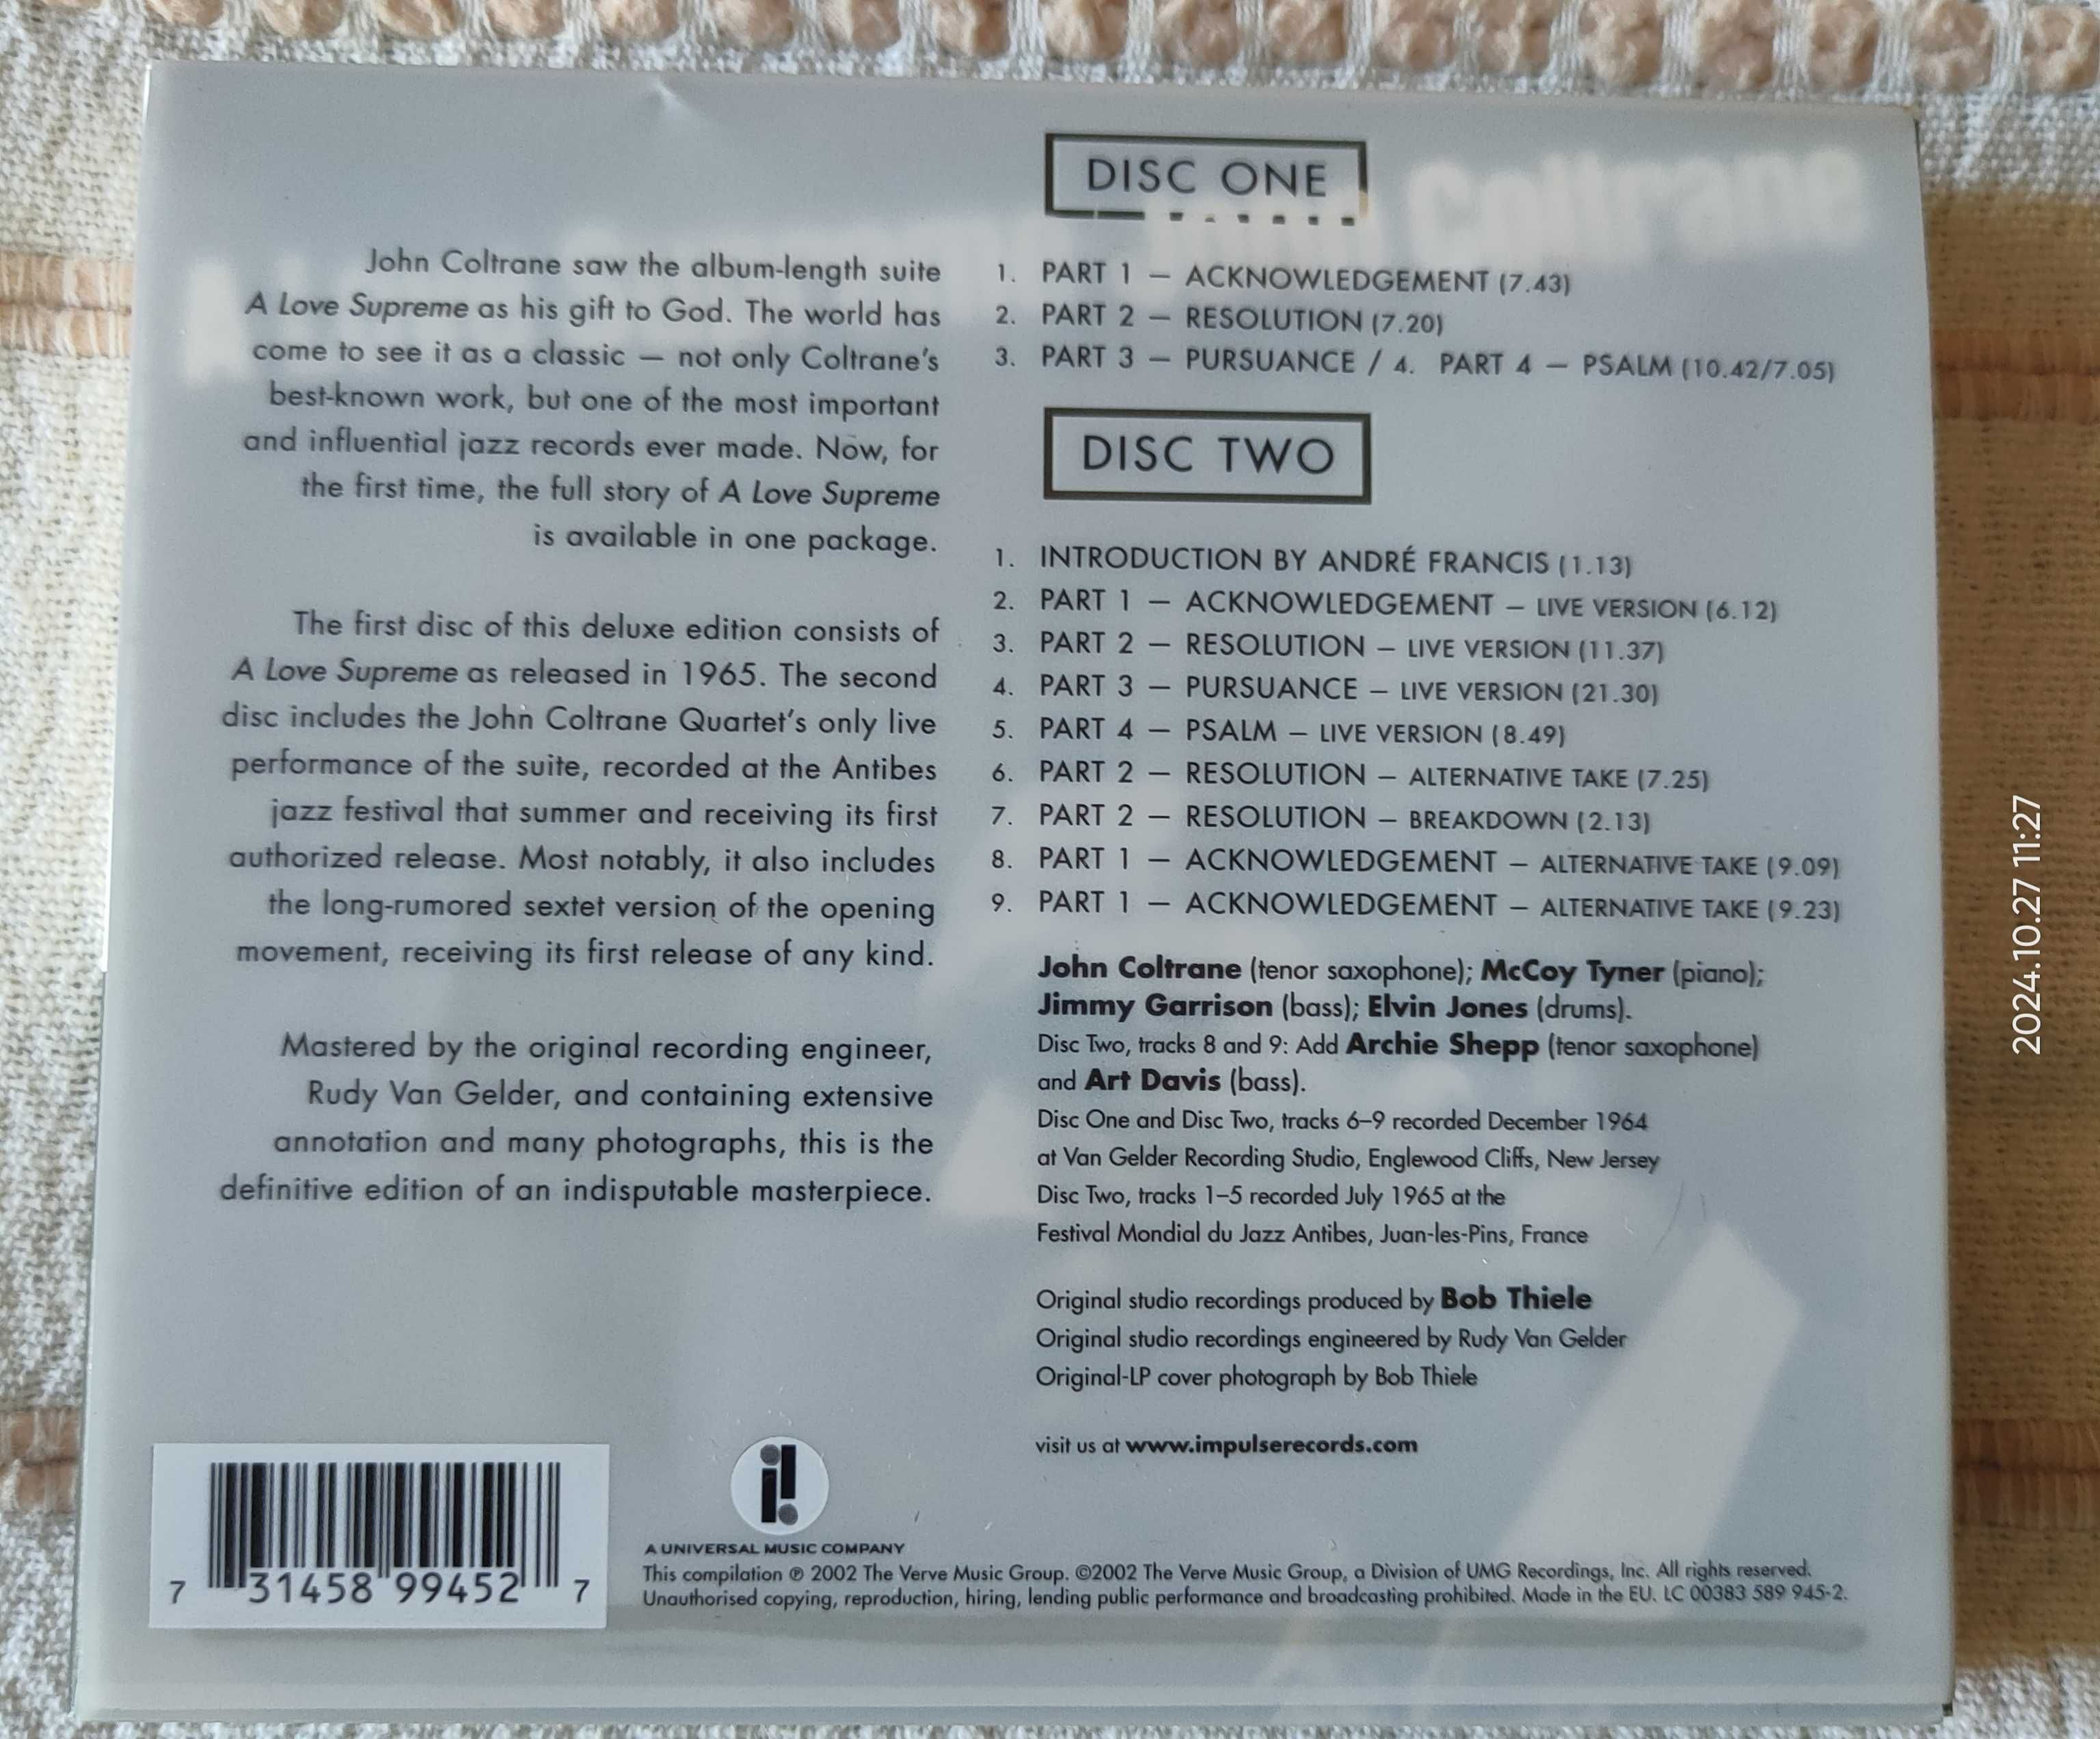 John Coltrane saw the album-length suite
A Love Supreme as his gift to God. The world has
come to see it as a classic — not only Coltrane's
best-known work, but one of the most important
and influential jazz records ever made. Now, for
the first time, the full story of A Love Supreme
is available in one package.
The first disc of this deluxe edition consists of
A Love Supreme as released in 1965. The second
disc includes the John Coltrane Quartet's only live
performance of the suite, recorded at the Antibes
jazz festival that summer and receiving its first
authorized release. Most notably, it also includes
the long-rumored sextet version of the opening
movement, receiving its first release of any kind.
Mastered by the original recording engineer,
Rudy Van Gelder, and containing extensive
annotation and many photographs, this is the
definitive edition of an indisputable masterpiece.
Coltrane
DISC ONE
1. PART 1 — ACKNOWLEDGEMENT (7.43)
2. PART 2 — RESOLUTION (7.20)
3. PART 3 — PURSUANCE / 4. PART 4 — PSALM (10.42/7.05)
DISC TWO
1. INTRODUCTION BY ANDRÉ FRANCIS (1.13)
2. PART 1 — ACKNOWLEDGEMENT — LIVE VERSION (6.12)
3. PART 2 — RESOLUTION — LIVE VERSION (11.37)
4. PART 3 — PURSUANCE — LIVE VERSION (21.30)
5. PART 4 — PSALM — LIVE VERSION (8.49)
6. PART 2 — RESOLUTION — ALTERNATIVE TAKE (7.25)
7. PART 2 — RESOLUTION — BREAKDOWN (2.13)
8. PART 1 — ACKNOWLEDGEMENT — ALTERNATIVE TAKE (9.09)
9. PART 1 — ACKNOWLEDGEMENT — ALTERNATIVE TAKE (9.23)
John Coltrane (tenor saxophone); McCoy Tyner (piano);
Jimmy Garrison (bass); Elvin Jones (drums).
Disc Two, tracks 8 and 9: Add Archie Shepp (tenor saxophone)
and Art Davis (bass).
Disc One and Disc Two, tracks 6–9 recorded December 1964
at Van Gelder Recording Studio, Englewood Cliffs, New Jersey
Disc Two, tracks 1–5 recorded July 1965 at the
Festival Mondial du Jazz Antibes, Juan-les-Pins, France
Original studio recordings produced by Bob Thiele
Original studio recordings engineered by Rudy Van Gelder
Original-LP cover photograph by Bob Thiele
visit us at www.impulserecords.com
7 31458 99452 7
A UNIVERSAL MUSIC COMPANY
This compilation ℗ 2002 The Verve Music Group. ©2002 The Verve Music Group, a Division of UMG Recordings, Inc. All rights reserved.
Unauthorised copying, reproduction, hiring, lending public performance and broadcasting prohibited. Made in the EU. LC 00383 589 945-2.
2024.10.27 11:27